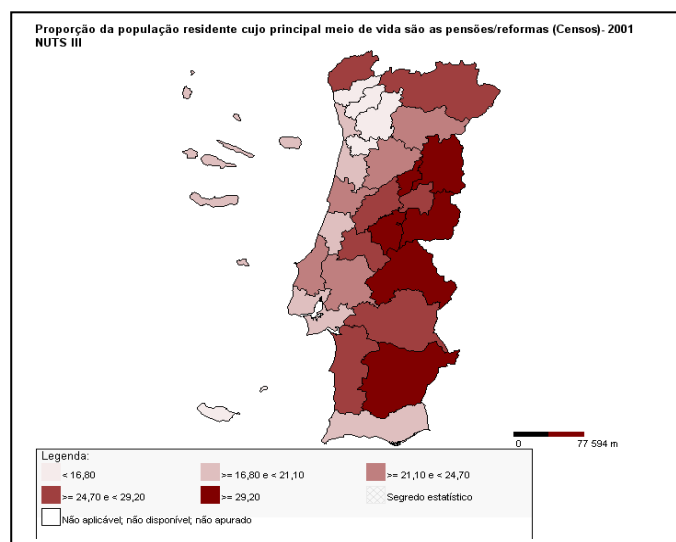 Proporção da população residente cujo principal meio de vida são as pensões/reformas (Censos)- 2001
NUTS III
0 77 594 m
Legenda:
< 16,80 >= 16,80 e < 21,10 >= 21,10 e < 24,70
>= 24,70 e < 29,20 >= 29,20 Segredo estatístico
Não aplicável; não disponível; não apurado